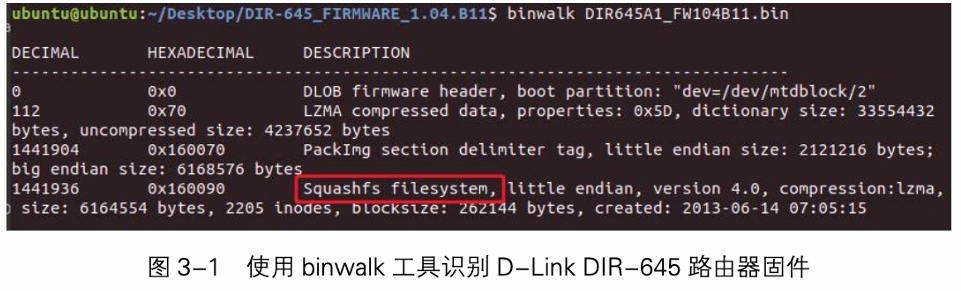 ubuntu@ubuntu:~/Desktop/DIR-645_FIRMWARE_1.04.B11$ binwalk DIR645A1_FW104B11.bin
DECIMAL       HEXADECIMAL     DESCRIPTION
--------------------------------------------------------------------------------
0             0x0             DLOB firmware header, boot partition: "dev=/dev/mtdblock/2"
112           0x70            LZMA compressed data, properties: 0x5D, dictionary size: 33554432
bytes, uncompressed size: 4237652 bytes
1441904       0x160070        PackImg section delimiter tag, little endian size: 2121216 bytes;
big endian size: 6168576 bytes
1441936       0x160090        Squashfs filesystem, little endian, version 4.0, compression:lzma,
size: 6164554 bytes, 2205 inodes, blocksize: 262144 bytes, created: 2013-06-14 07:05:15
图 3-1 使用 binwalk 工具识别 D-Link DIR-645 路由器固件